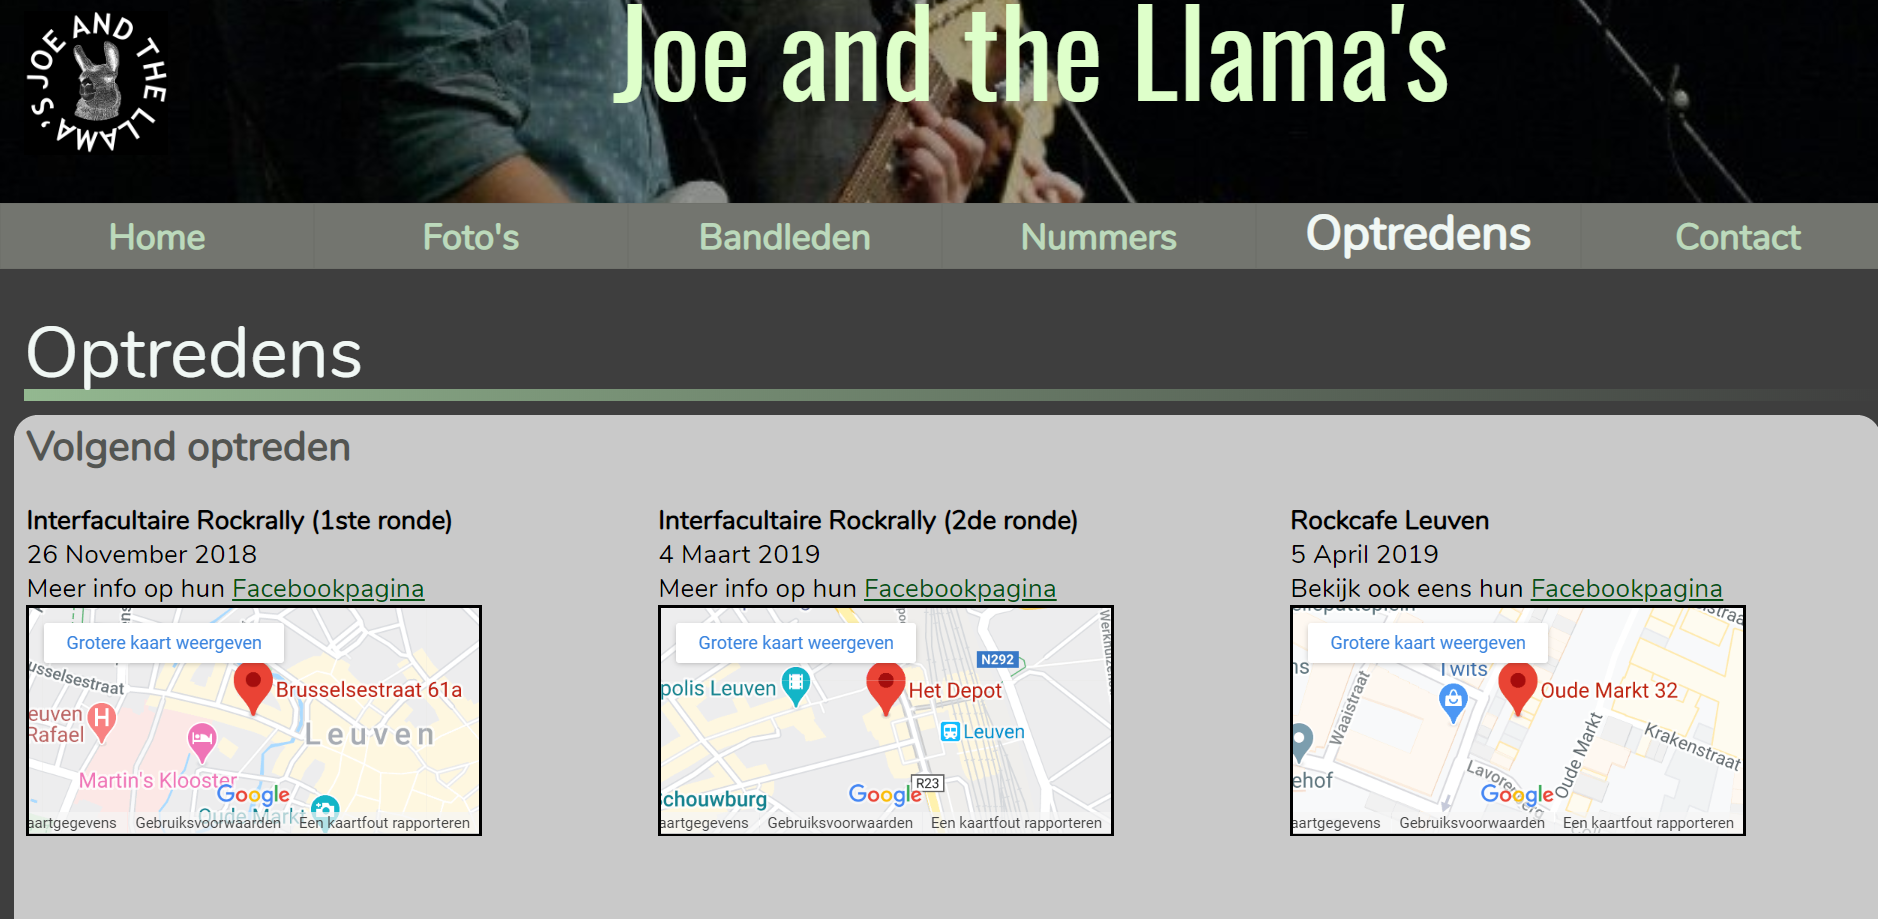 JOE AND THE LLAMA'S
Joe and the Llama's
Home
Foto's
Bandleden
Nummers
Optredens
Contact
Optredens
Volgend optreden
Interfacultaire Rockrally (1ste ronde)
26 November 2018
Meer info op hun Facebookpagina
Grotere kaart weergeven
usselsestraat
Brusselsestraat 61a
euven
Rafael
H
Leuven
Martin's Klooster
Google
Oude Markt
aartgegevens
Gebruiksvoorwaarden
Een kaartfout rapporteren
Interfacultaire Rockrally (2de ronde)
4 Maart 2019
Meer info op hun Facebookpagina
Grotere kaart weergeven
N292
polis Leuven
Het Depot
Leuven
R23
chouwburg
Google
aartgegevens
Gebruiksvoorwaarden
Een kaartfout rapporteren
Rockcafe Leuven
5 April 2019
Bekijk ook eens hun Facebookpagina
Grotere kaart weergeven
Twits
Oude Markt 32
Waaistraat
Oude Markt
Krakenstraat
ehof
Google
aartgegevens
Gebruiksvoorwaarden
Een kaartfout rapporteren